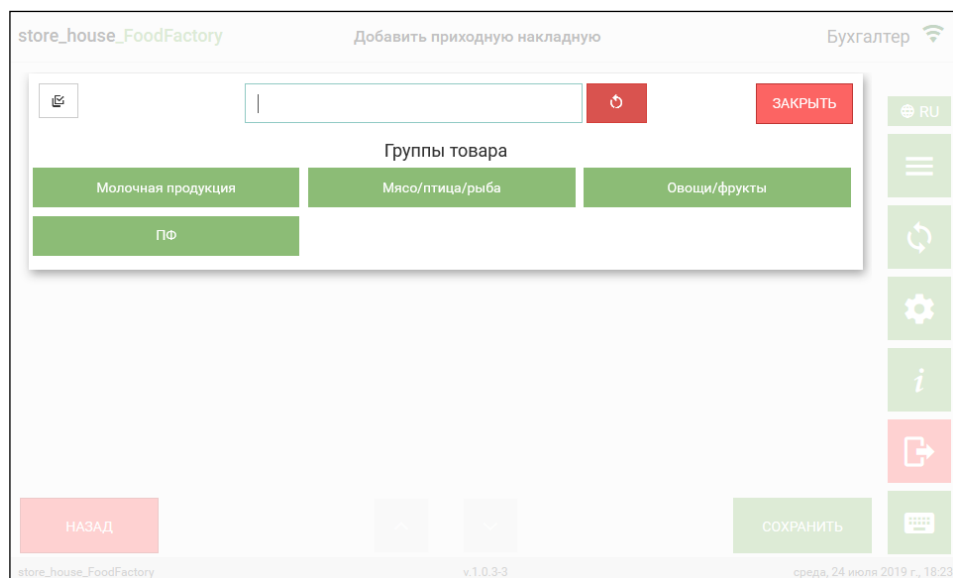 store_house_FoodFactory Добавить приходную накладную Бухгалтер
ЗАКРЫТЬ
RU
Группы товара
Молочная продукция Мясо/птица/рыба Овощи/фрукты
ПФ
i
НАЗАД СОХРАНИТЬ
store_house_FoodFactory v.1.0.3-3 среда, 24 июля 2019 г., 18:23